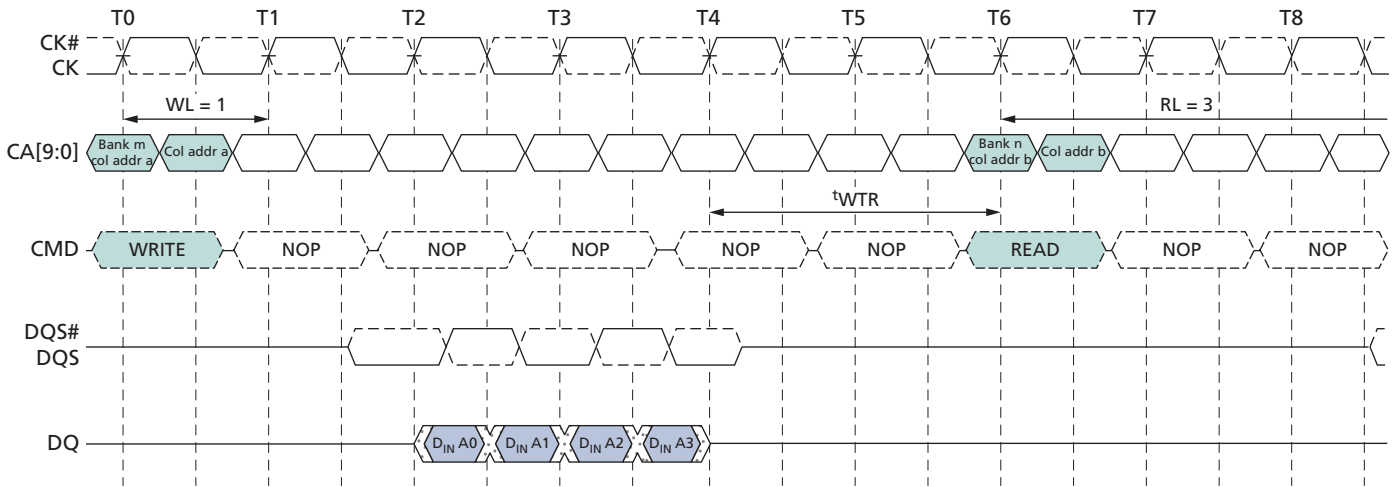 T0 T1 T2 T3 T4 T5 T6 T7 T8
CK#
CK
WL = 1 RL = 3
CA[9:0] Bank m col addr a Col addr a Bank n col addr b Col addr b
tWTR
CMD WRITE NOP NOP NOP NOP NOP READ NOP NOP
DQS#
DQS
DQ DIN A0 DIN A1 DIN A2 DIN A3